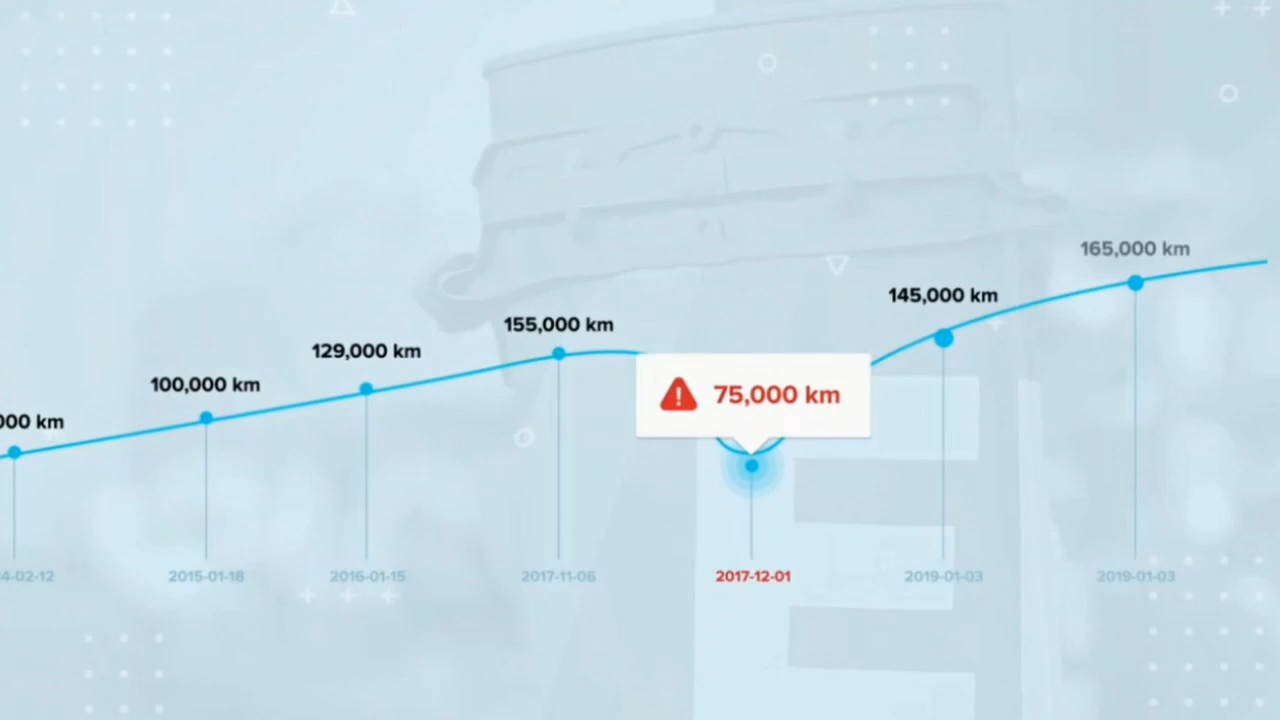 165,000 km
145,000 km
155,000 km
129,000 km
100,000 km
75,000 km
000 km
4-02-12
2015-01-18
2016-01-15
2017-11-06
2017-12-01
2019-01-03
2019-01-03